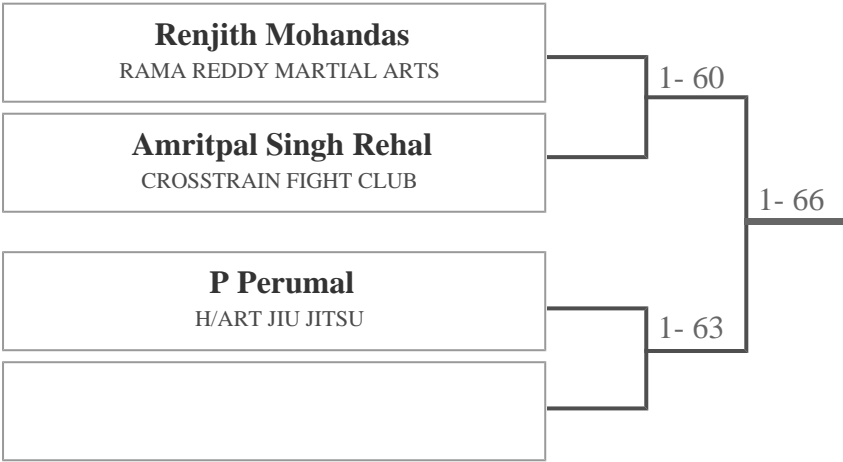 Renjith Mohandas
RAMA REDDY MARTIAL ARTS
1- 60
Amritpal Singh Rehal
CROSSTRAIN FIGHT CLUB
1- 66
P Perumal
H/ART JIU JITSU
1- 63